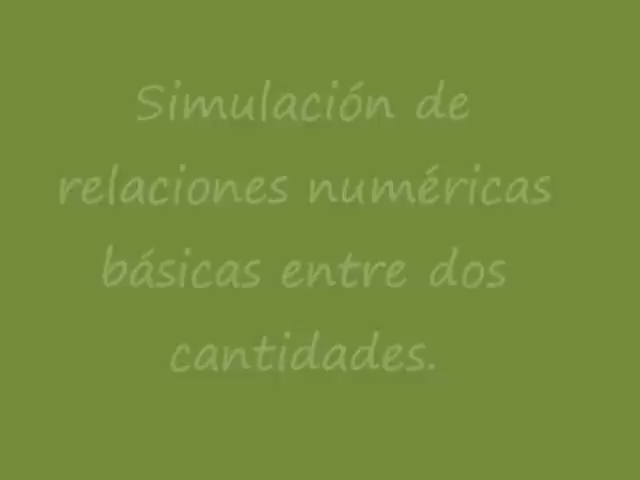 Simulación de
relaciones numéricas
básicas entre dos
cantidades.